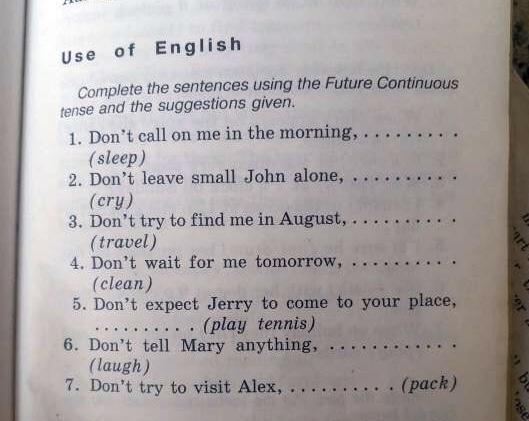 Use of English
Complete the sentences using the Future Continuous
tense and the suggestions given.
1. Don't call on me in the morning, . . . . . . . . .
(sleep)
2. Don't leave small John alone, . . . . . . . . . .
(cry)
3. Don't try to find me in August, . . . . . . . . . .
(travel)
4. Don't wait for me tomorrow, . . . . . . . . . .
(clean)
5. Don't expect Jerry to come to your place,
. . . . . . . . . . (play tennis)
6. Don't tell Mary anything, . . . . . . . . . . . .
(laugh)
7. Don't try to visit Alex, . . . . . . . . . . (pack)